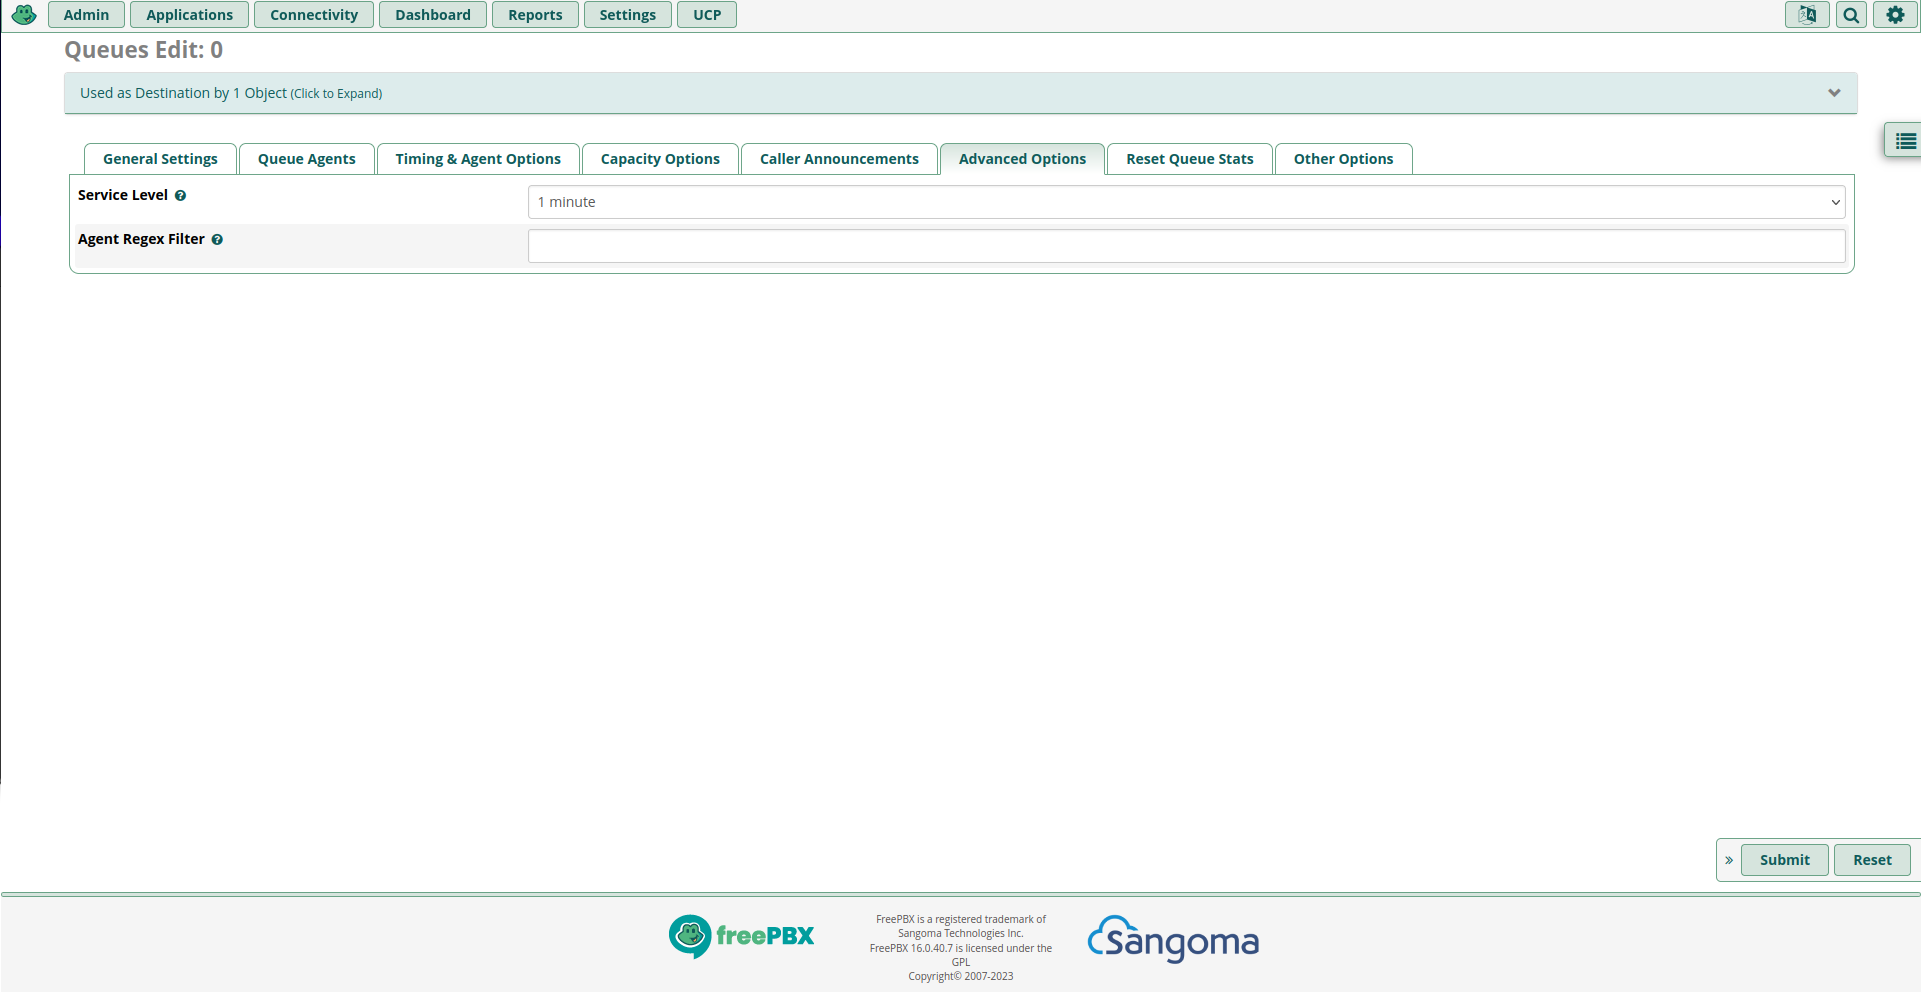 Admin Applications Connectivity Dashboard Reports Settings UCP
Queues Edit: 0
Used as Destination by 1 Object (Click to Expand)
General Settings Queue Agents Timing & Agent Options Capacity Options Caller Announcements Advanced Options Reset Queue Stats Other Options
Service Level
1 minute
Agent Regex Filter
» Submit Reset
freePBX
FreePBX is a registered trademark of
Sangoma Technologies Inc.
FreePBX 16.0.40.7 is licensed under the
GPL
Copyright© 2007-2023
Sangoma